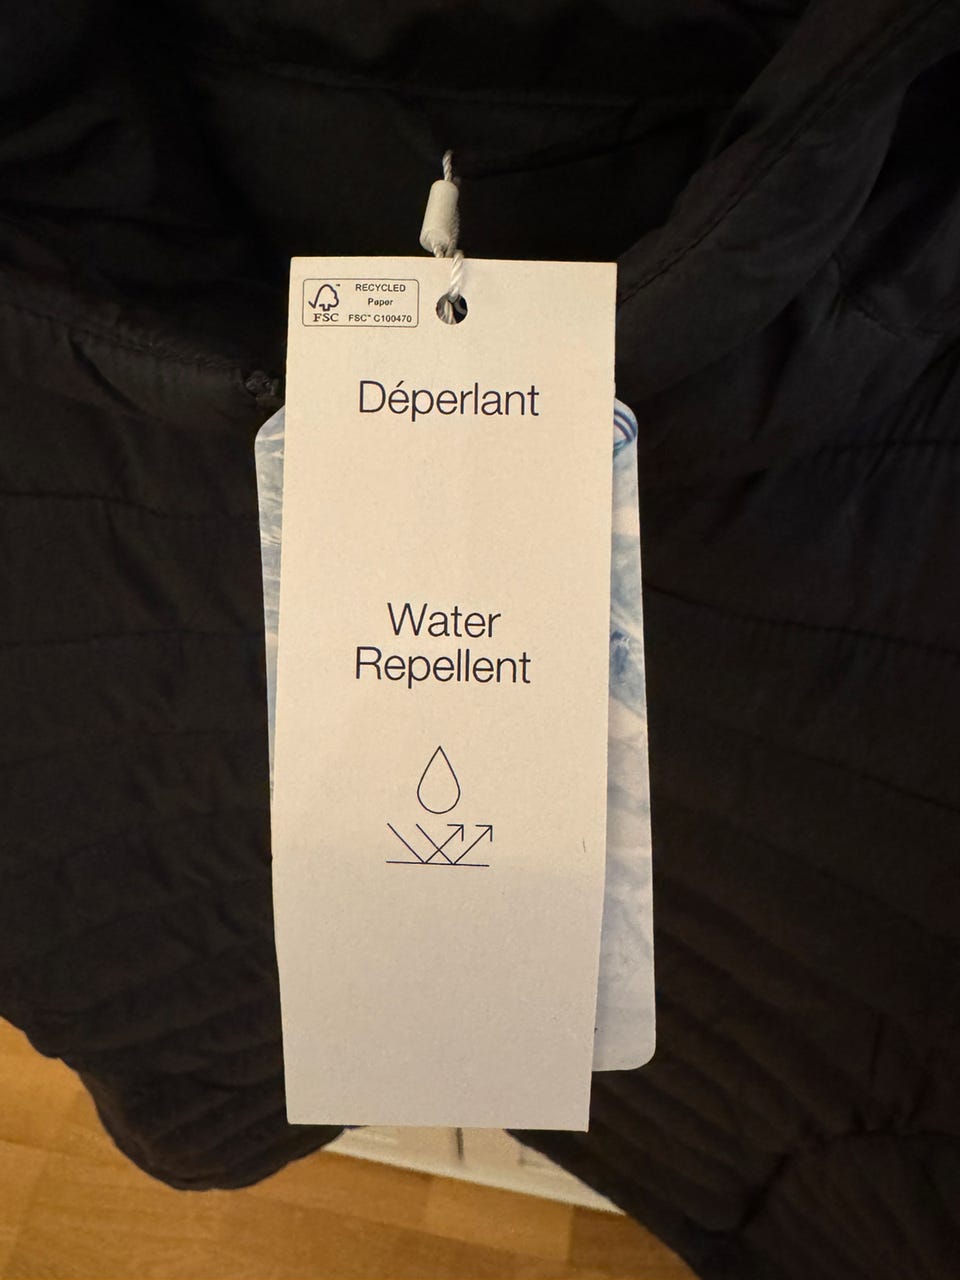 RECYCLED
Paper
FSC™ C100470
FSC
Déperlant
Water
Repellent